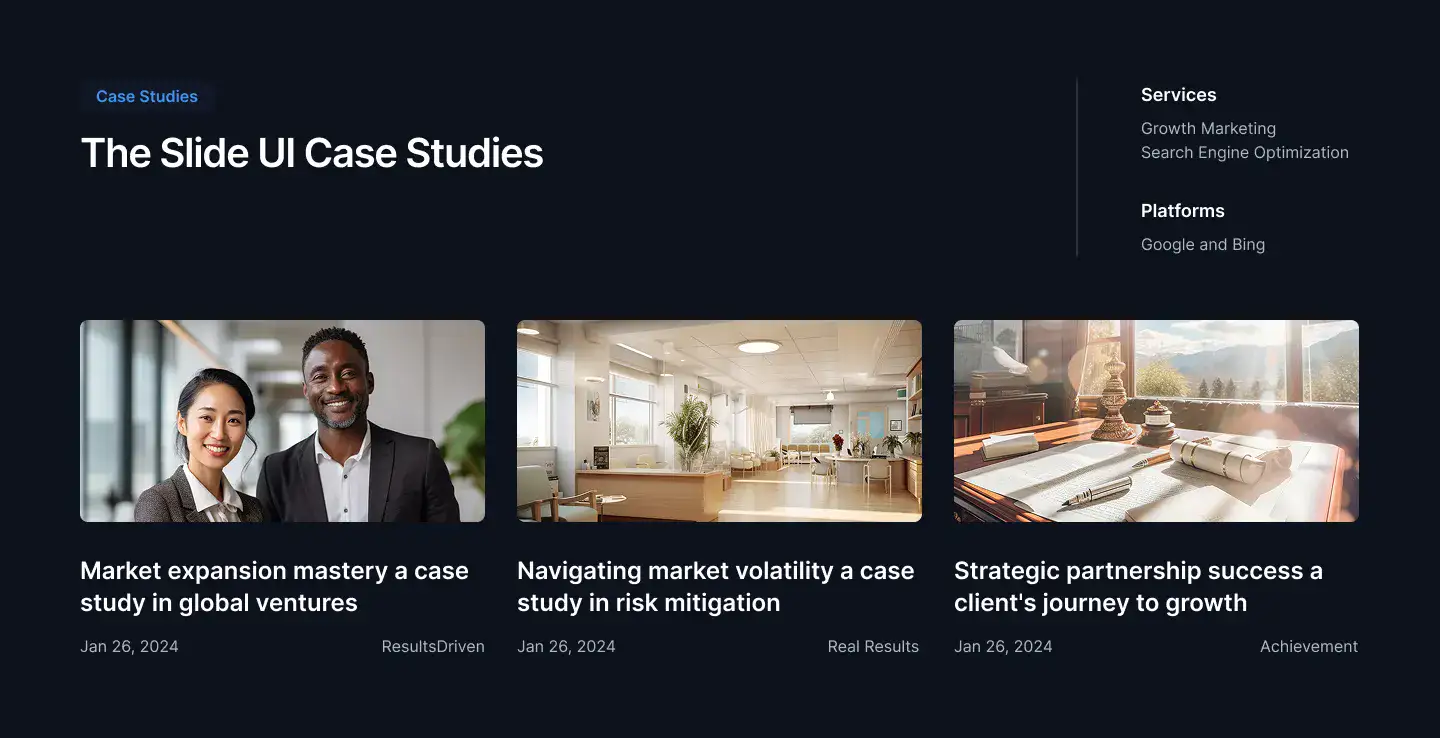 Case Studies
The Slide UI Case Studies
Services
Growth Marketing
Search Engine Optimization
Platforms
Google and Bing
Market expansion mastery a case
study in global ventures
Jan 26, 2024
ResultsDriven
Navigating market volatility a case
study in risk mitigation
Jan 26, 2024
Real Results
Strategic partnership success a
client's journey to growth
Jan 26, 2024
Achievement